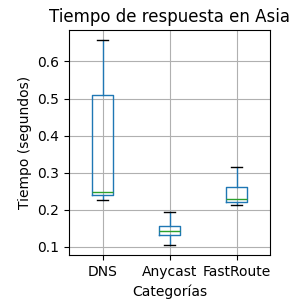 Tiempo de respuesta en Asia
Tiempo (segundos)
0.6
0.5
0.4
0.3
0.2
0.1
DNS Anycast FastRoute
Categorías